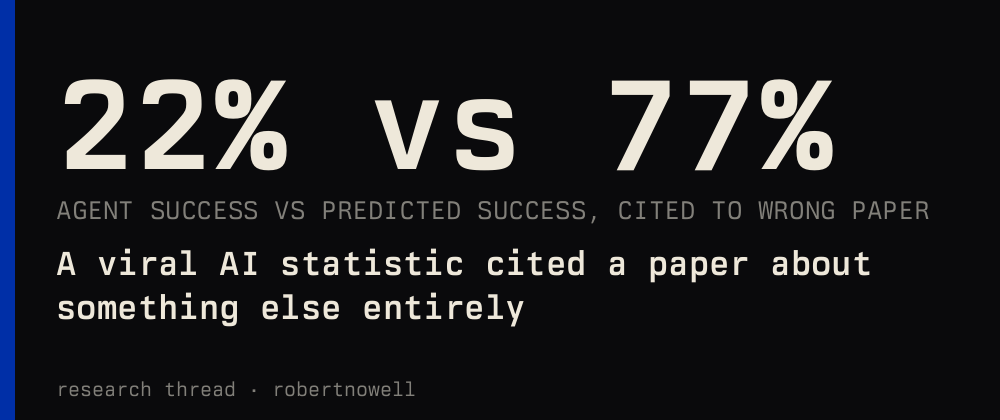 22% vs 77%
AGENT SUCCESS VS PREDICTED SUCCESS, CITED TO WRONG PAPER
A viral AI statistic cited a paper about
something else entirely
research thread · robertnowell